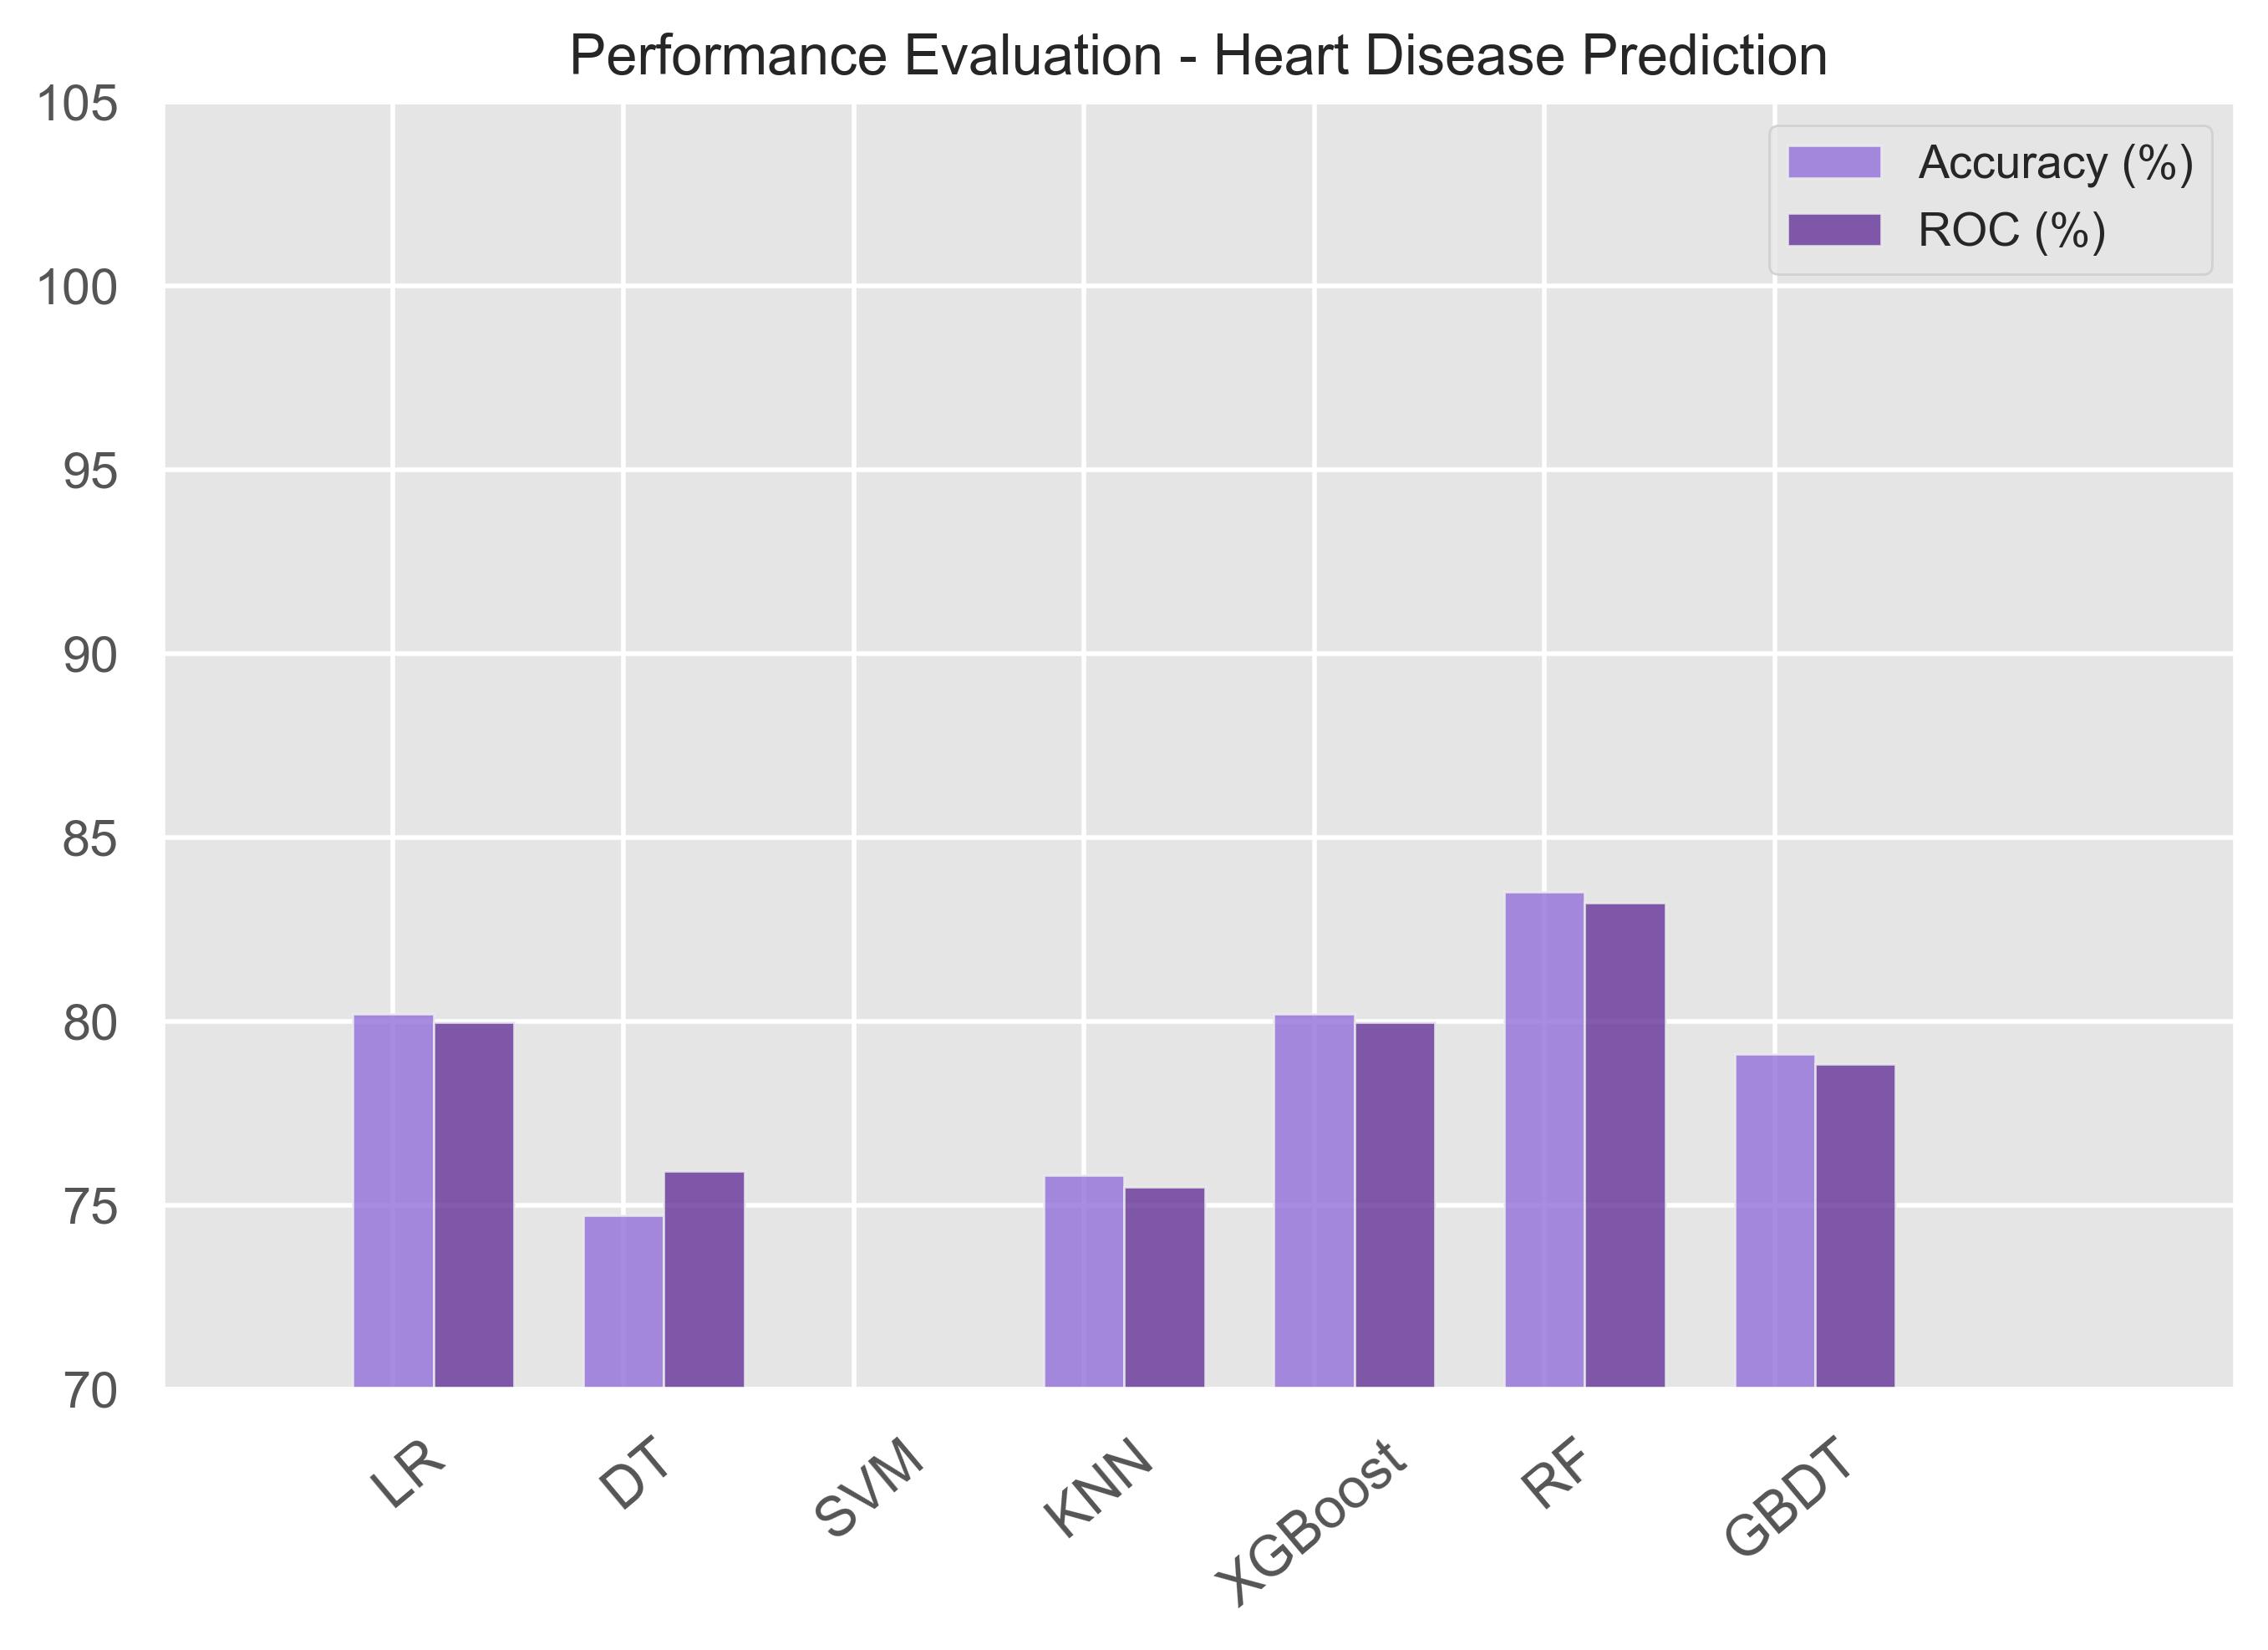 Performance Evaluation - Heart Disease Prediction
105
100
95
90
85
80
75
70
Accuracy (%)
ROC (%)
LR
DT
SVM
KNN
XGBoost
RF
GBDT